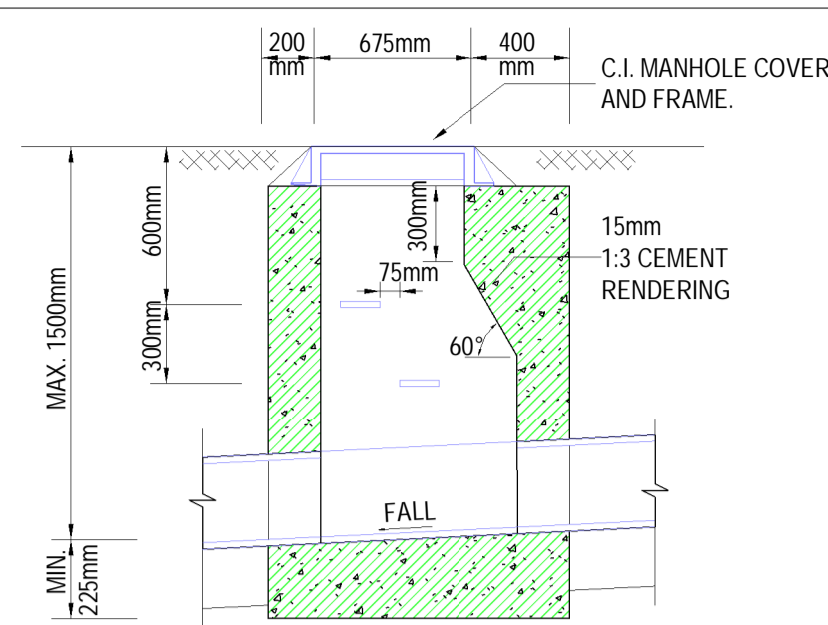 200
mm
675mm
400
mm
C.I. MANHOLE COVER
AND FRAME.
600mm
300mm
15mm
1:3 CEMENT
RENDERING
75mm
300mm
60°
MAX. 1500mm
FALL
MIN.
225mm